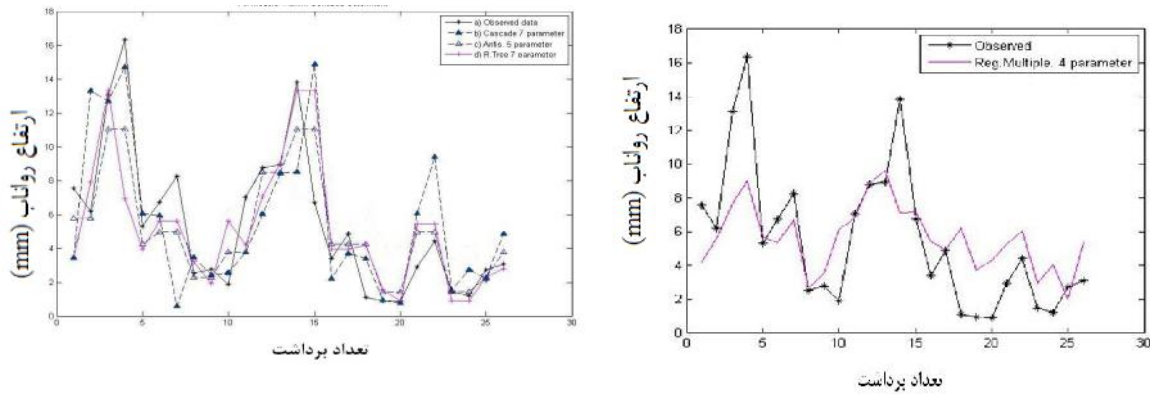 a) Observed data
b) Cascade 7 parameter
c) Anfis. 5 parameter
d) R.Tree 7 parameter
ارتفاع رواناب (mm)
18
16
14
12
10
8
6
4
2
0
0 5 10 15 20 25 30
تعداد برداشت
Observed
Reg.Multiple. 4 parameter
ارتفاع رواناب (mm)
18
16
14
12
10
8
6
4
2
0
0 5 10 15 20 25 30
تعداد برداشت